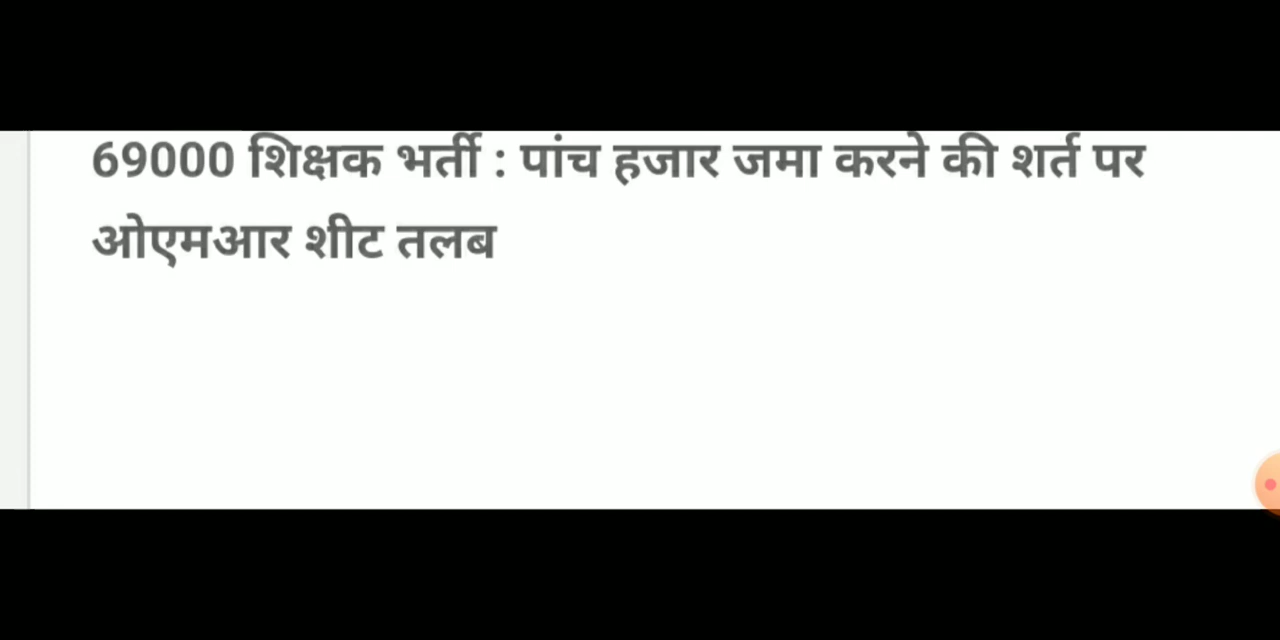 69000 शिक्षक भर्ती : पांच हजार जमा करने की शर्त पर
ओएमआर शीट तलब